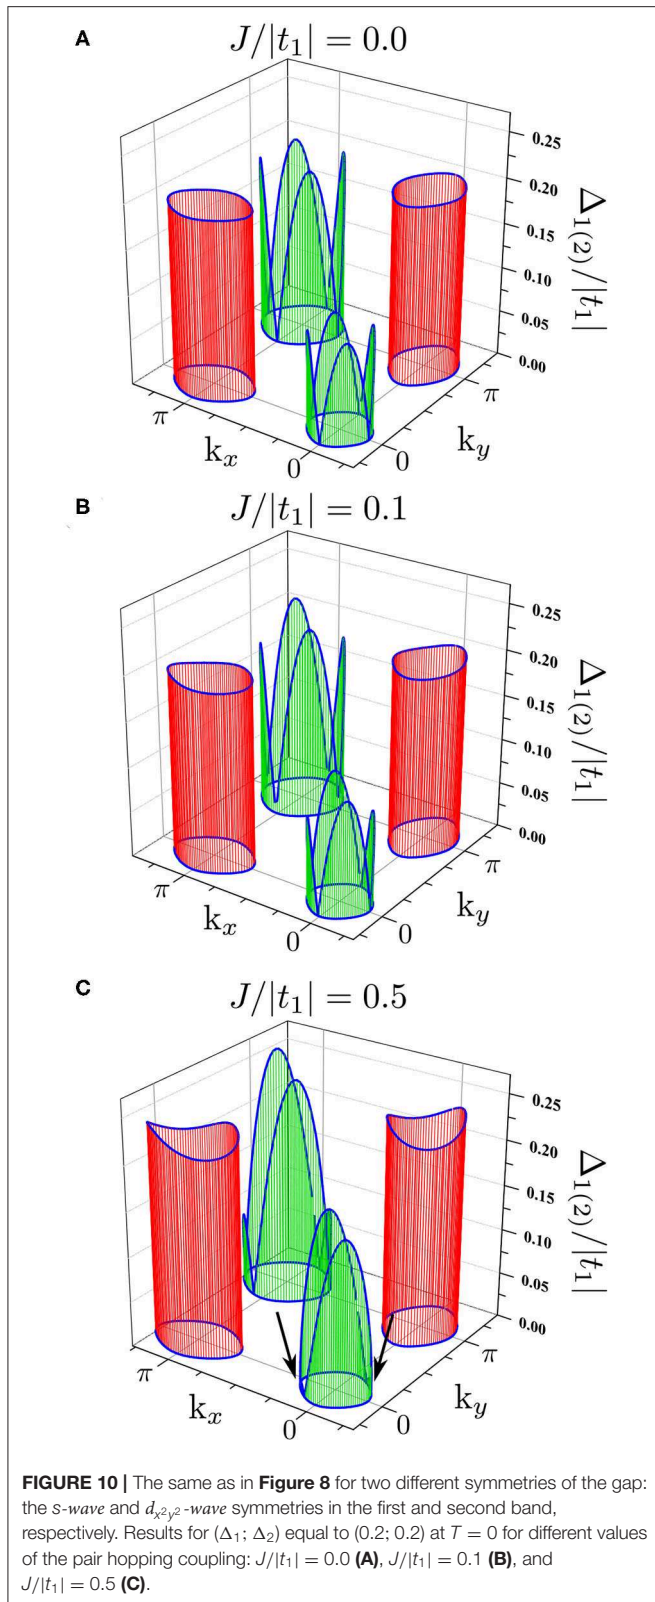 A
J/|t₁| = 0.0
0.25
0.20
0.15
0.10
0.05
0.00
Δ₁₍₂₎/|t₁|
π
kₓ
0
0
k_y
π
B
J/|t₁| = 0.1
0.25
0.20
0.15
0.10
0.05
0.00
Δ₁₍₂₎/|t₁|
π
kₓ
0
0
k_y
π
C
J/|t₁| = 0.5
0.25
0.20
0.15
0.10
0.05
0.00
Δ₁₍₂₎/|t₁|
π
kₓ
0
0
k_y
π
FIGURE 10 | The same as in Figure 8 for two different symmetries of the gap:
the s-wave and d_{x²y²}-wave symmetries in the first and second band,
respectively. Results for (Δ₁; Δ₂) equal to (0.2; 0.2) at T = 0 for different values
of the pair hopping coupling: J/|t₁| = 0.0 (A), J/|t₁| = 0.1 (B), and
J/|t₁| = 0.5 (C).